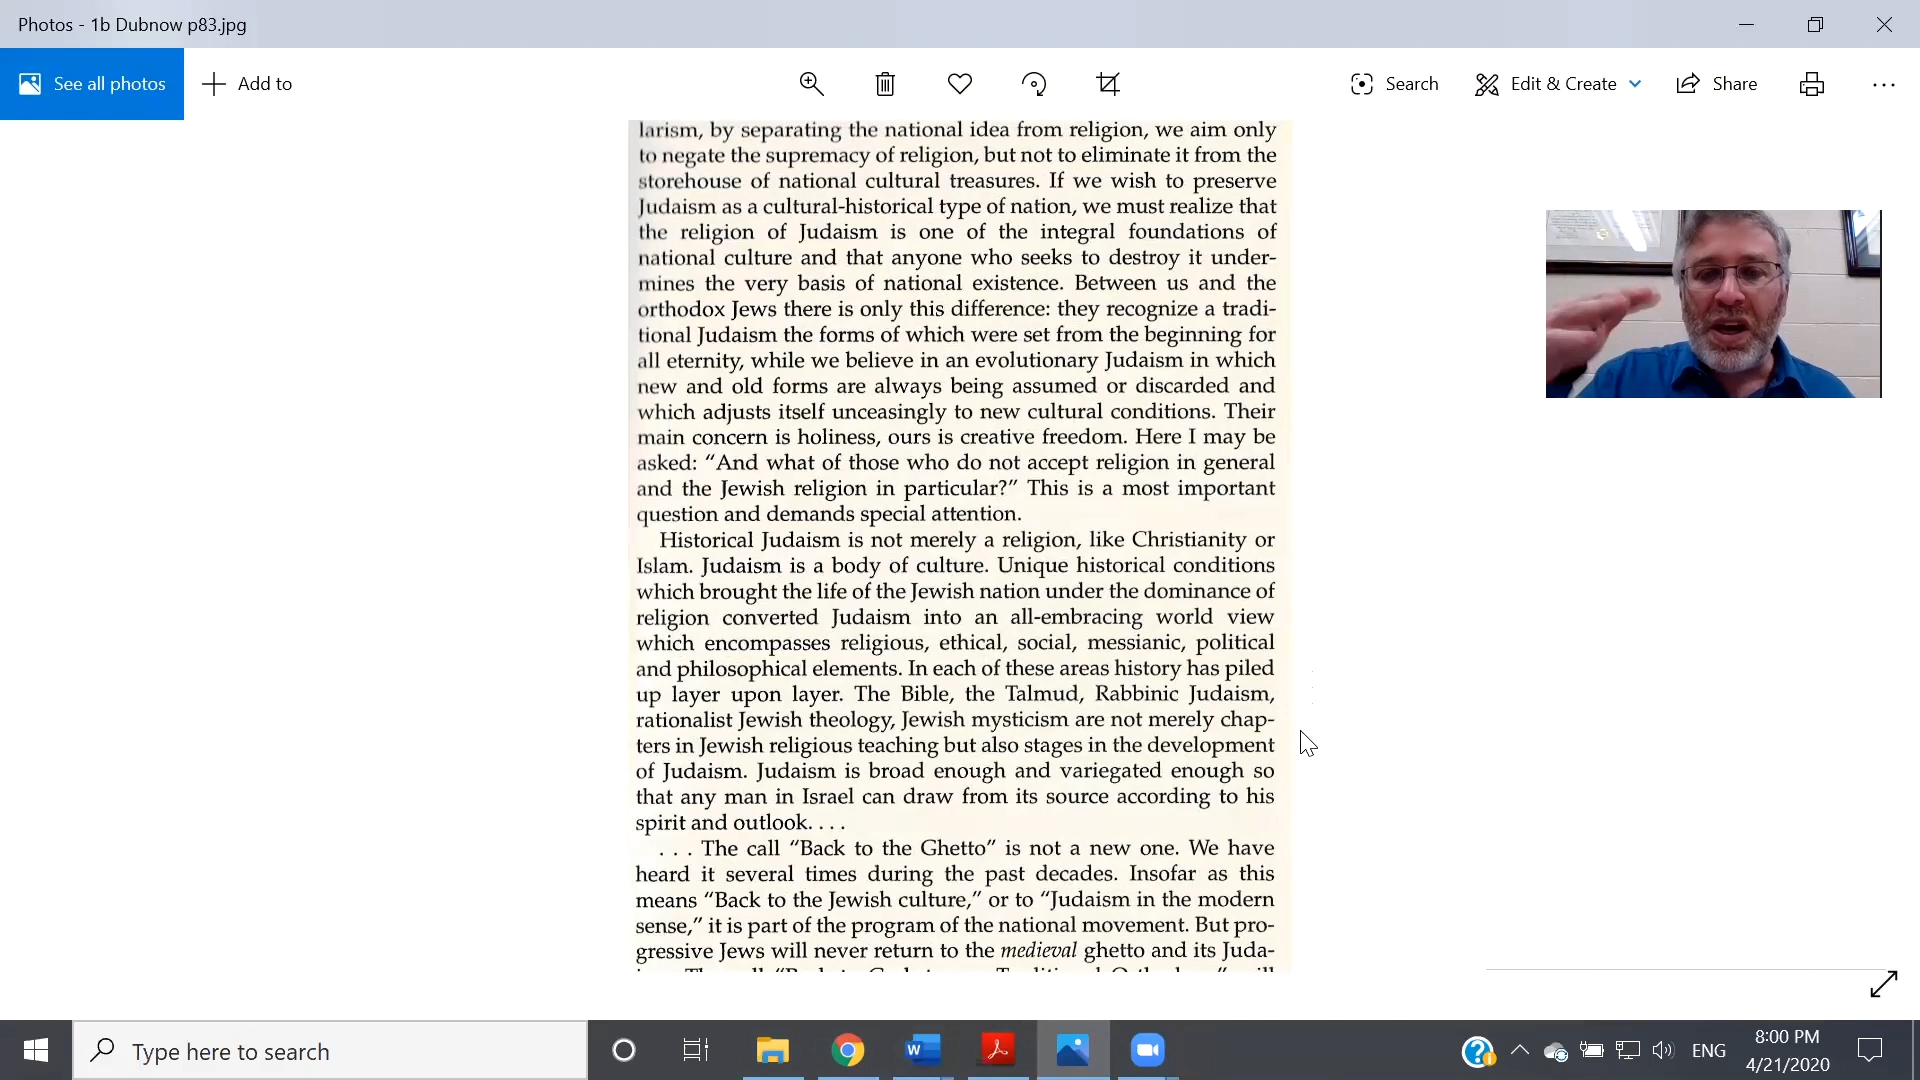 Photos - 1b Dubnow p83.jpg
See all photos
Add to
Search
Edit & Create
Share
larism, by separating the national idea from religion, we aim only
to negate the supremacy of religion, but not to eliminate it from the
storehouse of national cultural treasures. If we wish to preserve
Judaism as a cultural-historical type of nation, we must realize that
the religion of Judaism is one of the integral foundations of
national culture and that anyone who seeks to destroy it under-
mines the very basis of national existence. Between us and the
orthodox Jews there is only this difference: they recognize a tradi-
tional Judaism the forms of which were set from the beginning for
all eternity, while we believe in an evolutionary Judaism in which
new and old forms are always being assumed or discarded and
which adjusts itself unceasingly to new cultural conditions. Their
main concern is holiness, ours is creative freedom. Here I may be
asked: “And what of those who do not accept religion in general
and the Jewish religion in particular?” This is a most important
question and demands special attention.
Historical Judaism is not merely a religion, like Christianity or
Islam. Judaism is a body of culture. Unique historical conditions
which brought the life of the Jewish nation under the dominance of
religion converted Judaism into an all-embracing world view
which encompasses religious, ethical, social, messianic, political
and philosophical elements. In each of these areas history has piled
up layer upon layer. The Bible, the Talmud, Rabbinic Judaism,
rationalist Jewish theology, Jewish mysticism are not merely chap-
ters in Jewish religious teaching but also stages in the development
of Judaism. Judaism is broad enough and variegated enough so
that any man in Israel can draw from its source according to his
spirit and outlook. . . .
. . . The call “Back to the Ghetto” is not a new one. We have
heard it several times during the past decades. Insofar as this
means “Back to the Jewish culture,” or to “Judaism in the modern
sense,” it is part of the program of the national movement. But pro-
gressive Jews will never return to the medieval ghetto and its Juda-
Type here to search
ENG
8:00 PM
4/21/2020